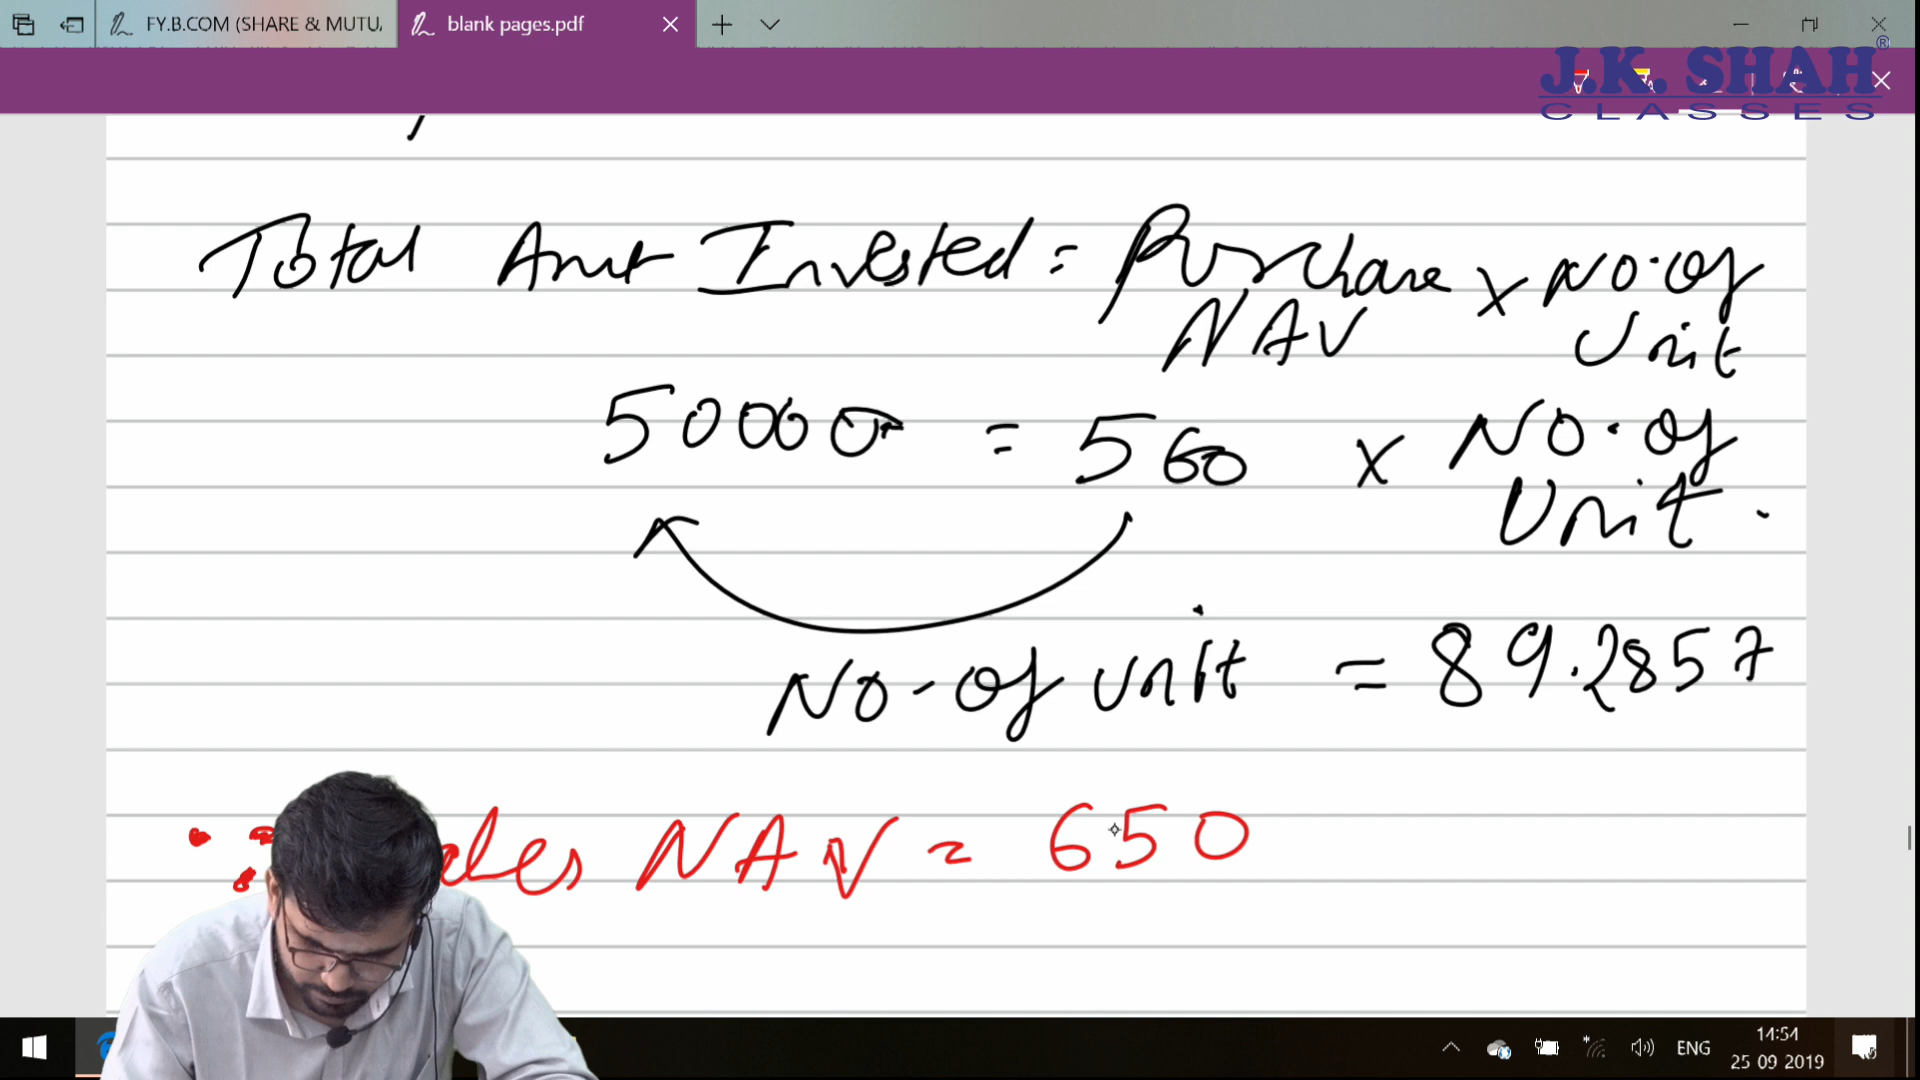 FY.B.COM (SHARE & MUTU
blank pages.pdf
J.K. SHAH®
CLASSES
Total Amt Invested = Purchase NAV × No. of Unit
50000 = 560 × No. of Unit.
No. of unit = 89.2857
NAV = 650
ENG
14:54
25-09-2019